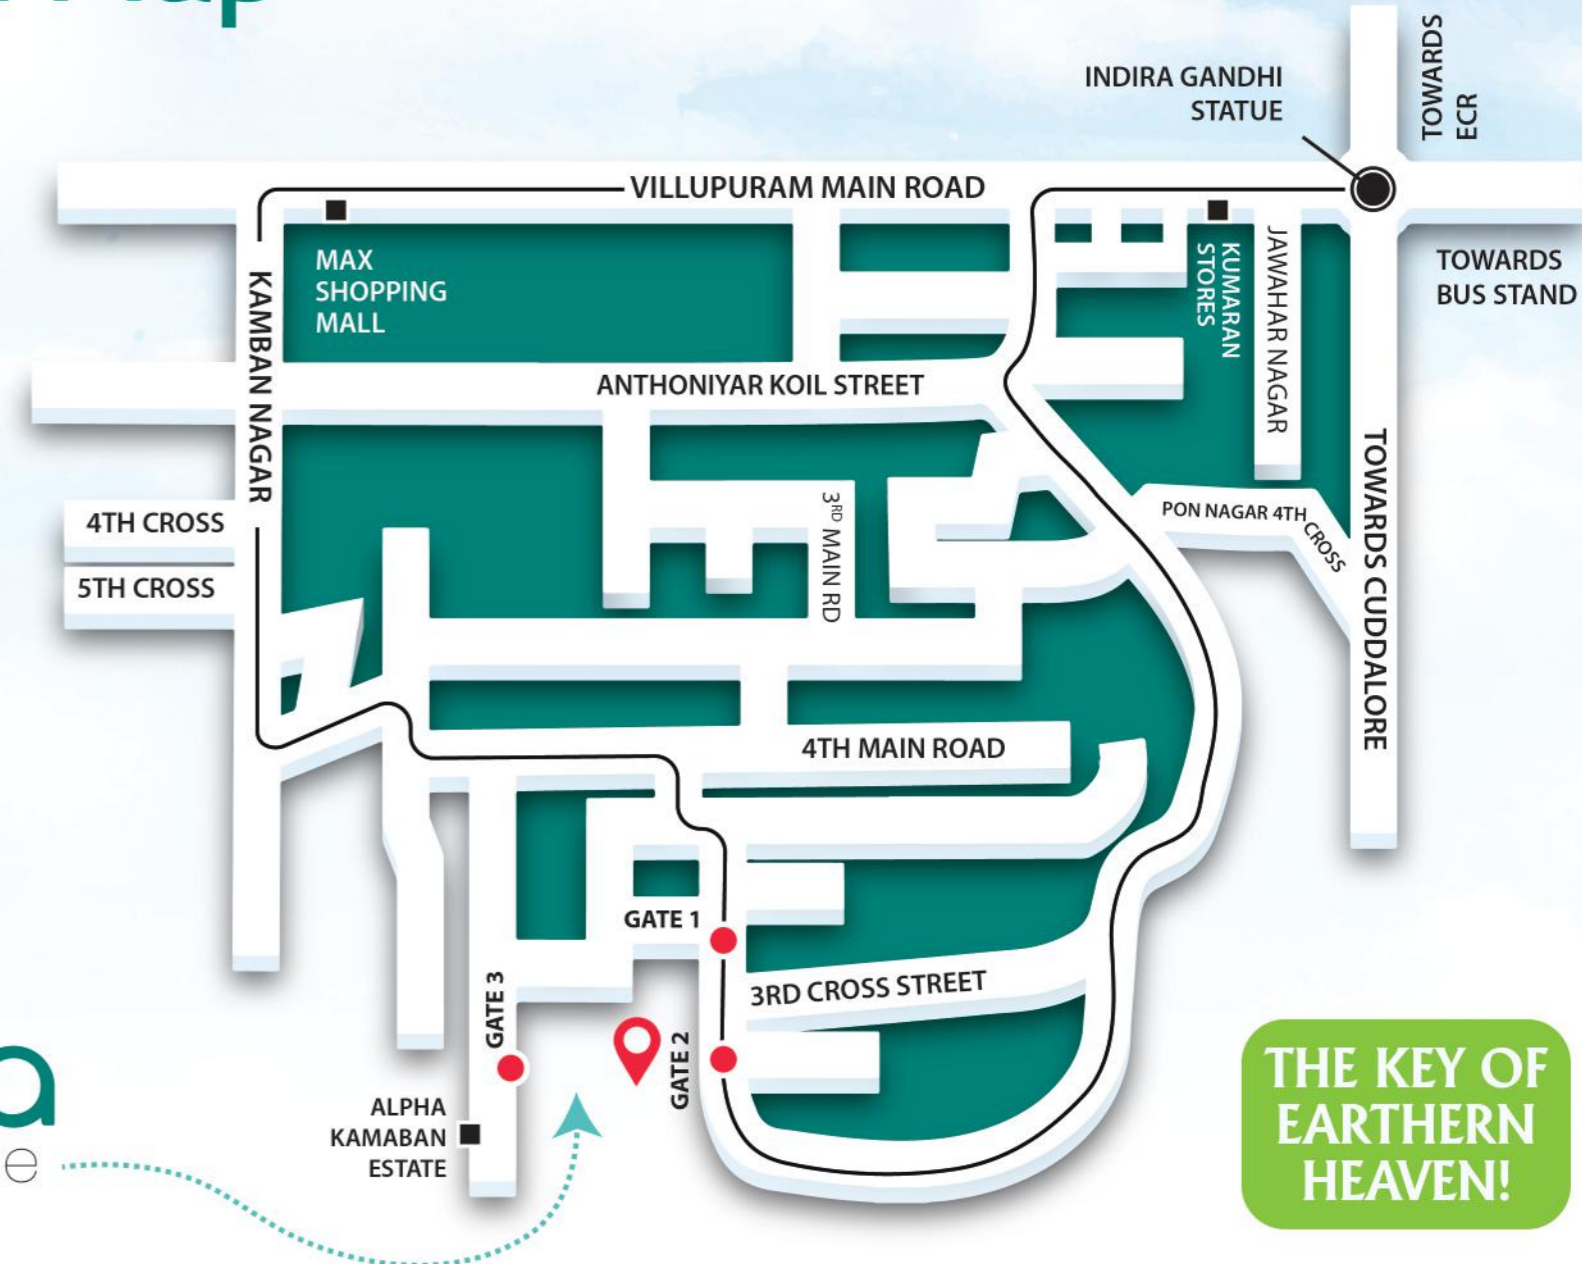 INDIRA GANDHI
STATUE
TOWARDS
ECR
VILLUPURAM MAIN ROAD
MAX
SHOPPING
MALL
KAMBAN NAGAR
KUMARAN
STORES
JAWAHAR NAGAR
TOWARDS
BUS STAND
ANTHONIYAR KOIL STREET
4TH CROSS
5TH CROSS
3RD MAIN RD
PON NAGAR 4TH CROSS
TOWARDS CUDDALORE
4TH MAIN ROAD
GATE 1
3RD CROSS STREET
GATE 3
GATE 2
ALPHA
KAMABAN
ESTATE
THE KEY OF
EARTHERN
HEAVEN!